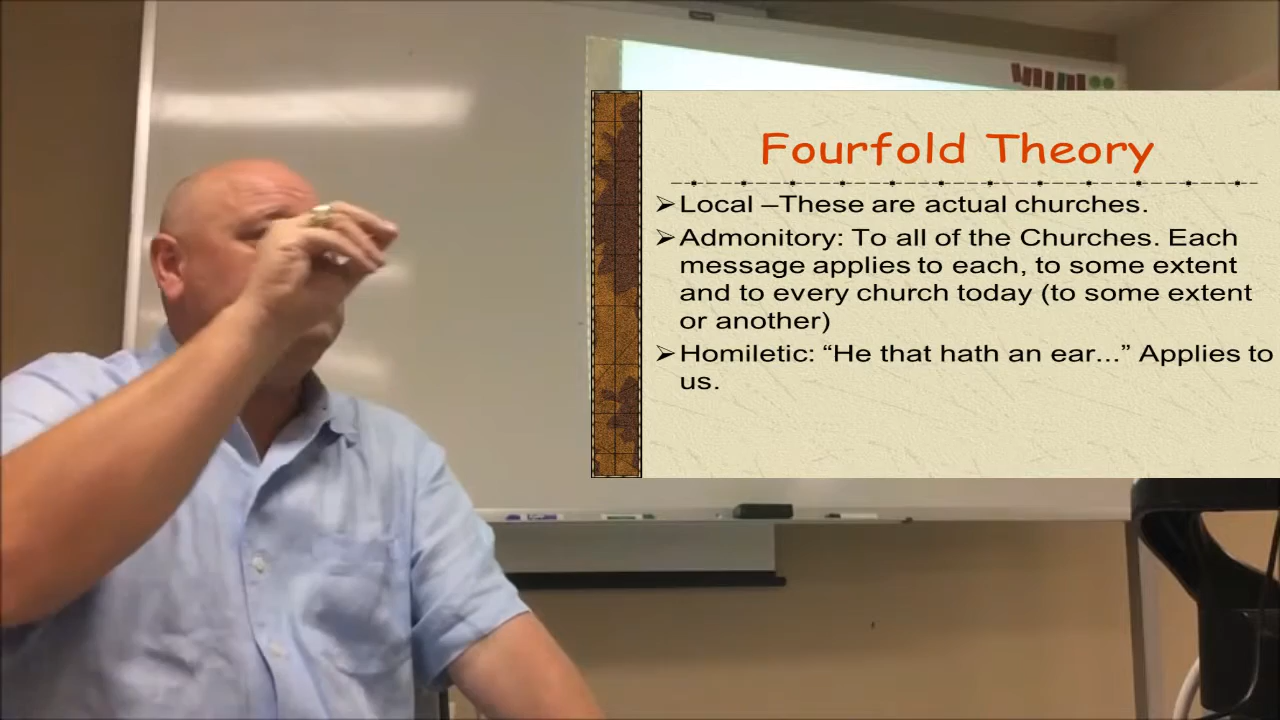 Fourfold Theory
➢Local –These are actual churches.
➢Admonitory: To all of the Churches. Each
message applies to each, to some extent
and to every church today (to some extent
or another)
➢Homiletic: “He that hath an ear...” Applies to
us.